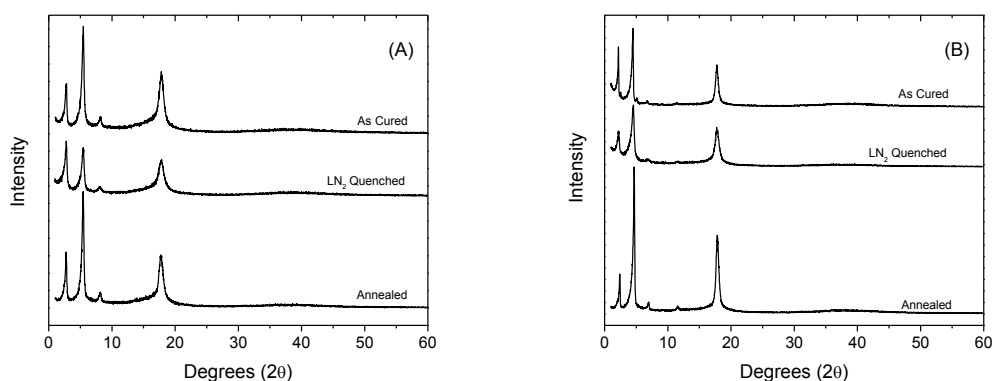 (A)
As Cured
LN₂ Quenched
Annealed
Intensity
0 10 20 30 40 50 60
Degrees (2θ)
(B)
As Cured
LN₂ Quenched
Annealed
Intensity
0 10 20 30 40 50 60
Degrees (2θ)